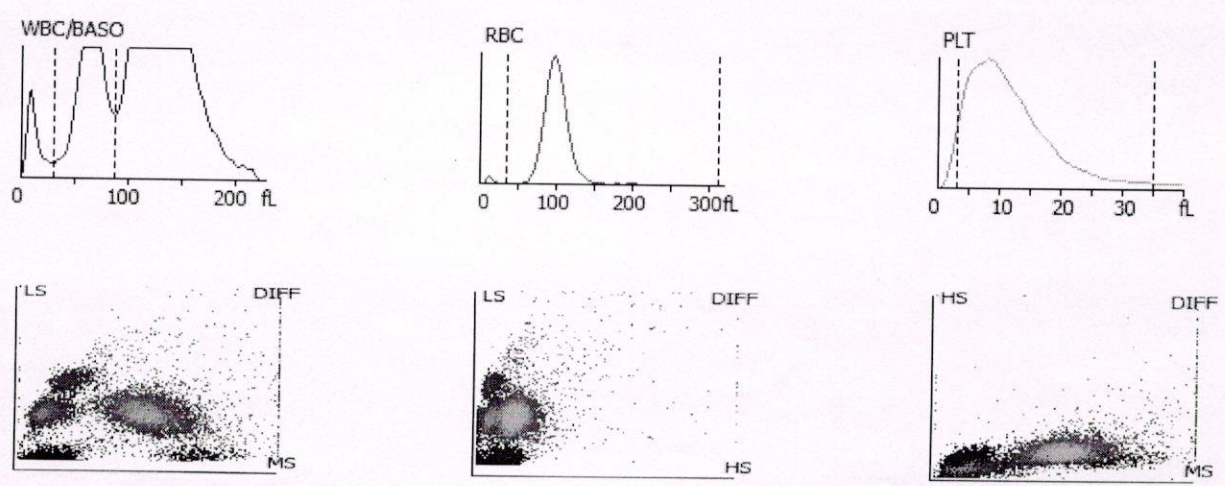 WBC/BASO
RBC
PLT
100 200 fL
0 100 200 300fL
0 10 20 30 fL
LS DIFF
LS DIFF
HS DIFF
MS
HS
MS